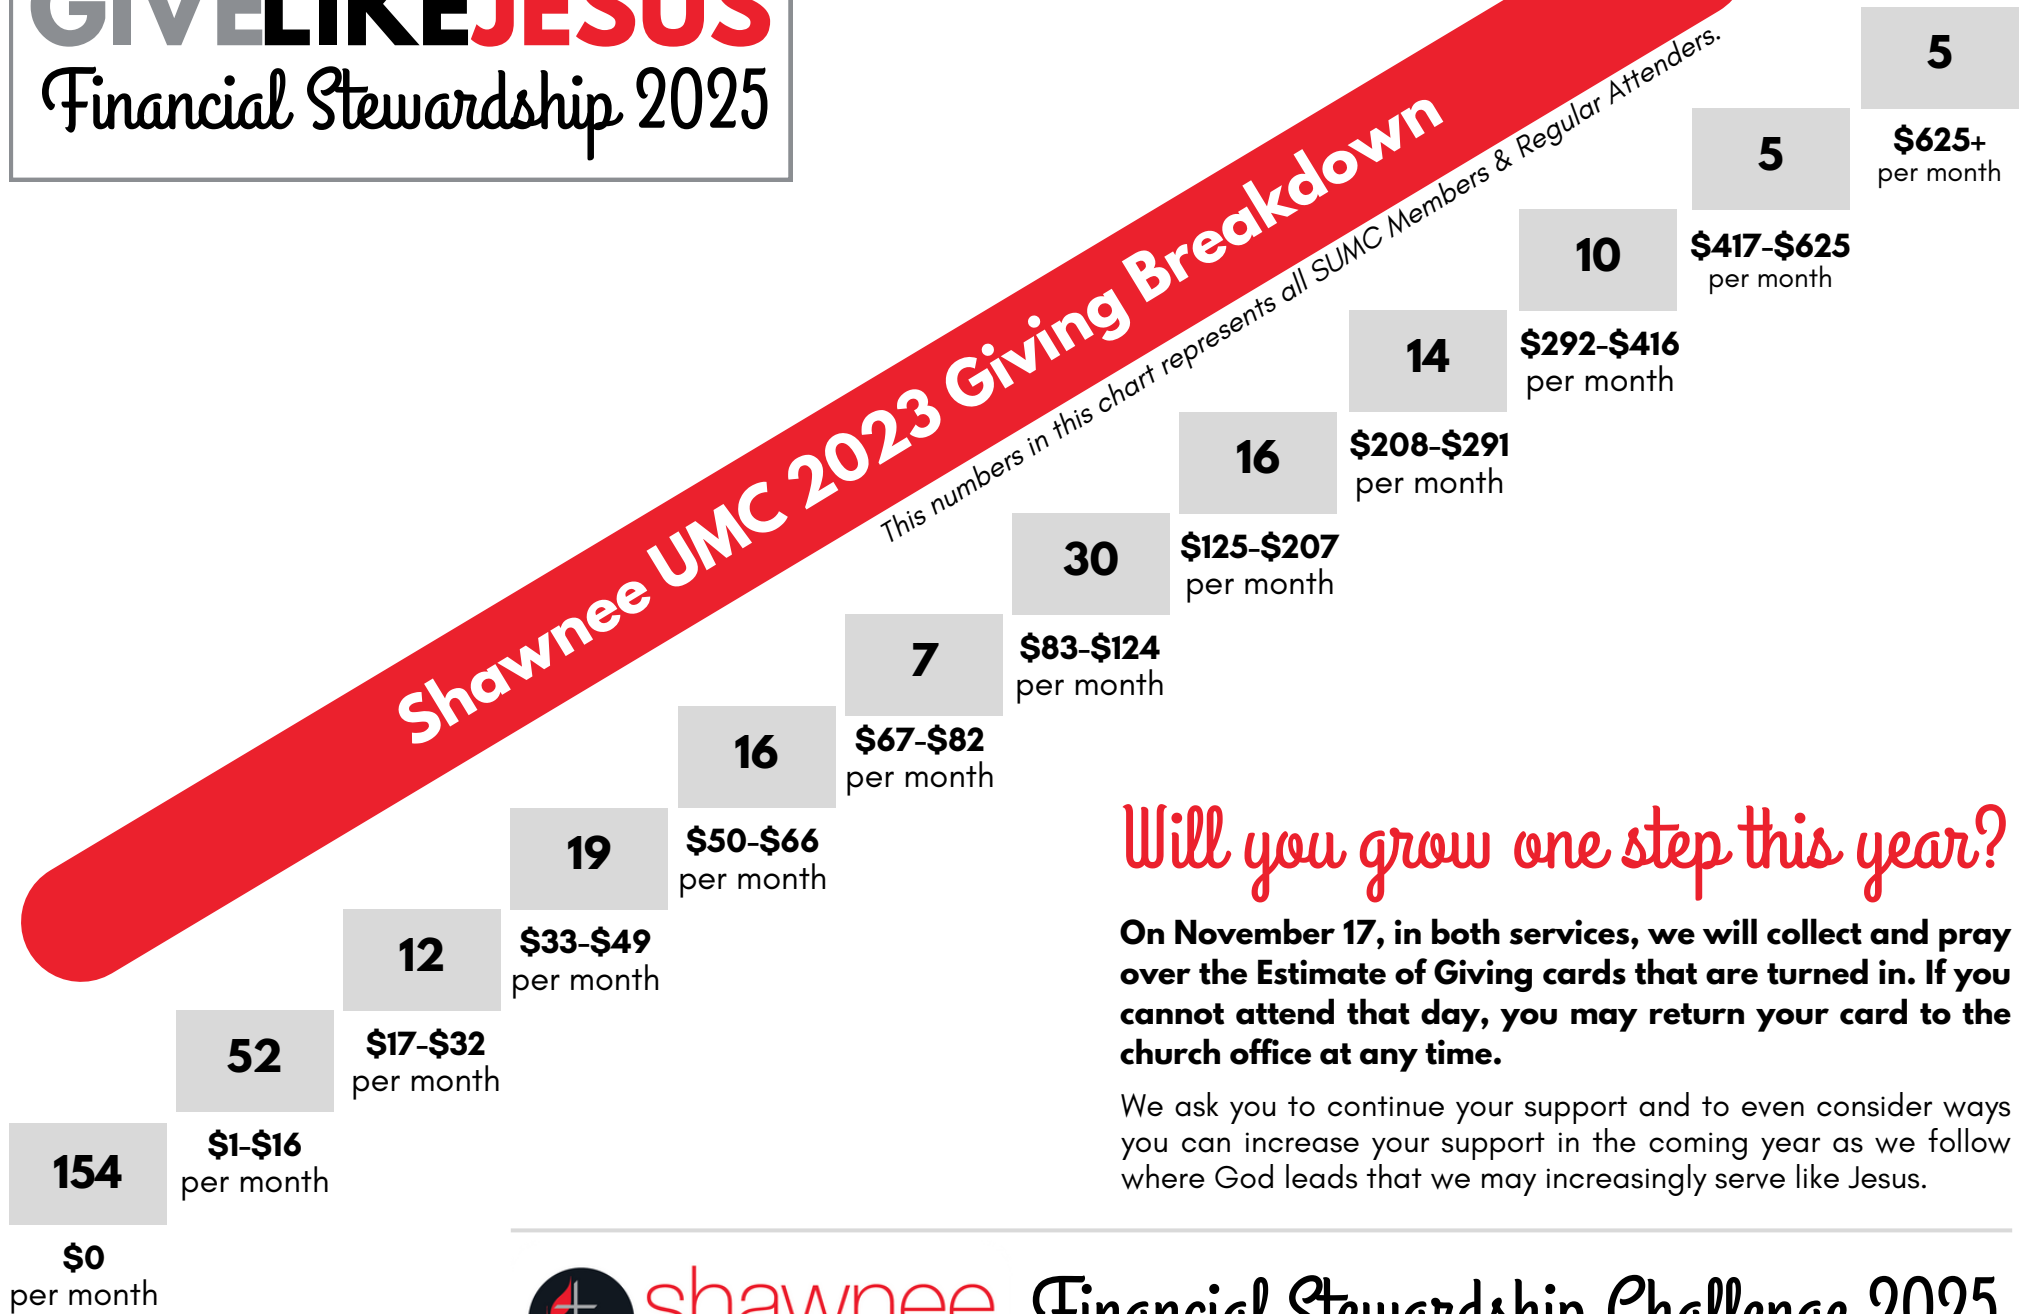 GIVELIKEJESUS
Financial Stewardship 2025
Shawnee UMC 2023 Giving Breakdown
This numbers in this chart represents all SUMC Members & Regular Attenders.
5
$625+
per month
5
$417-$625
per month
10
$292-$416
per month
14
$208-$291
per month
16
$125-$207
per month
30
$83-$124
per month
7
$67-$82
per month
16
$50-$66
per month
19
$33-$49
per month
12
$17-$32
per month
52
$1-$16
per month
154
$0
per month
Will you grow one step this year?
On November 17, in both services, we will collect and pray
over the Estimate of Giving cards that are turned in. If you
cannot attend that day, you may return your card to the
church office at any time.
We ask you to continue your support and to even consider ways
you can increase your support in the coming year as we follow
where God leads that we may increasingly serve like Jesus.
shawnee
Financial Stewardship Challenge 2025